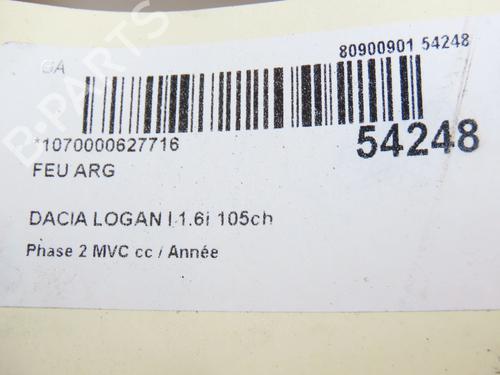 80900901 54248
GA
*1070000627716
54248
FEU ARG
DACIA LOGAN I 1.6i 105ch
Phase 2 MVC cc / Année
B-PARTS